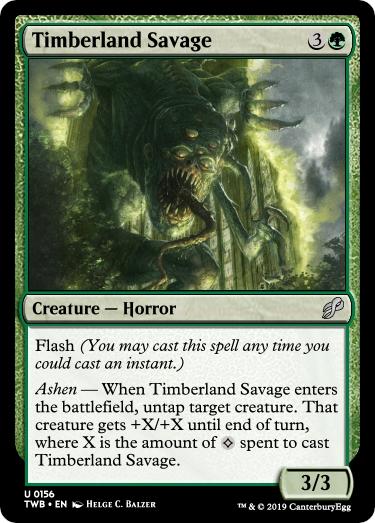 Timberland Savage 3
Creature — Horror
Flash (You may cast this spell any time you
could cast an instant.)
Ashen — When Timberland Savage enters
the battlefield, untap target creature. That
creature gets +X/+X until end of turn,
where X is the amount of spent to cast
Timberland Savage.
3/3
U 0156
TWB • EN Helge C. Balzer
™ & © 2019 CanterburyEgg